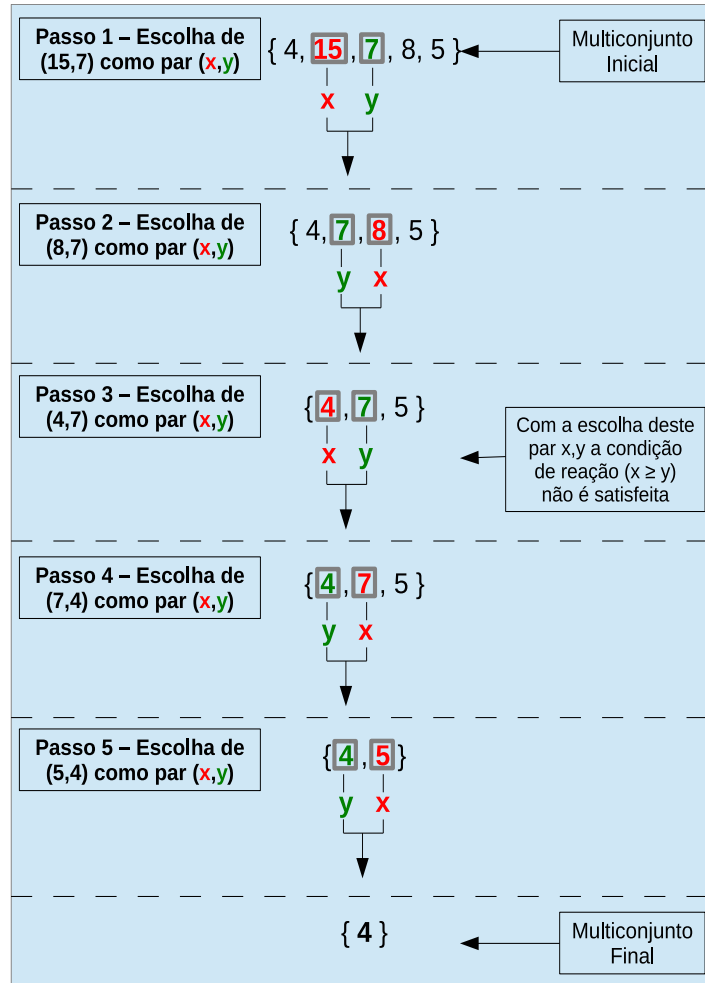 Passo 1 – Escolha de
(15,7) como par (x,y)
{ 4, 15 , 7 , 8, 5 }
Multiconjunto
Inicial
x y
Passo 2 – Escolha de
(8,7) como par (x,y)
{ 4, 7 , 8 , 5 }
y x
Passo 3 – Escolha de
(4,7) como par (x,y)
{ 4 , 7 , 5 }
x y
Com a escolha deste
par x,y a condição
de reação (x ≥ y)
não é satisfeita
Passo 4 – Escolha de
(7,4) como par (x,y)
{ 4 , 7 , 5 }
y x
Passo 5 – Escolha de
(5,4) como par (x,y)
{ 4 , 5 }
y x
{ 4 }
Multiconjunto
Final